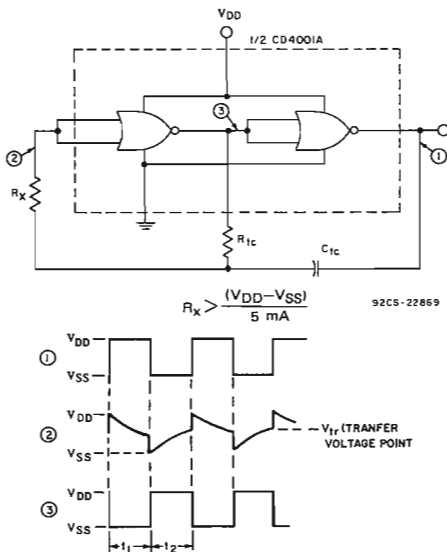 VDD
1/2 CD4001A
3
2
1
RX
Rtc
Ctc
RX > (VDD–VSS)
5 mA
92CS-22869
1
VDD
VSS
2
VDD
VSS
Vtr (TRANFER
VOLTAGE POINT
3
VDD
VSS
t1
t2